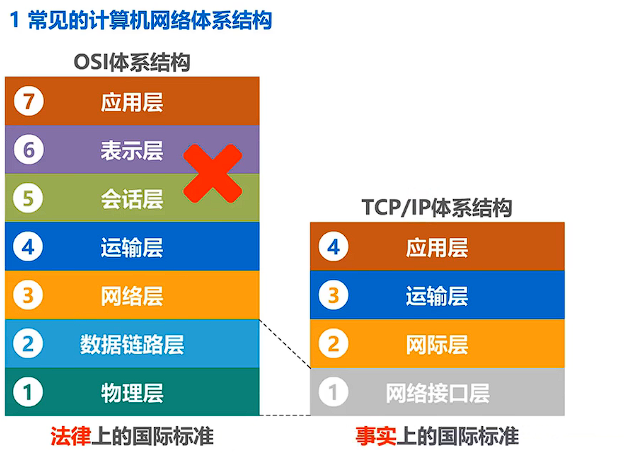 1 常见的计算机网络体系结构
OSI体系结构
7 应用层
6 表示层
5 会话层
4 运输层
3 网络层
2 数据链路层
1 物理层
法律上的国际标准
TCP/IP体系结构
4 应用层
3 运输层
2 网际层
1 网络接口层
事实上的国际标准